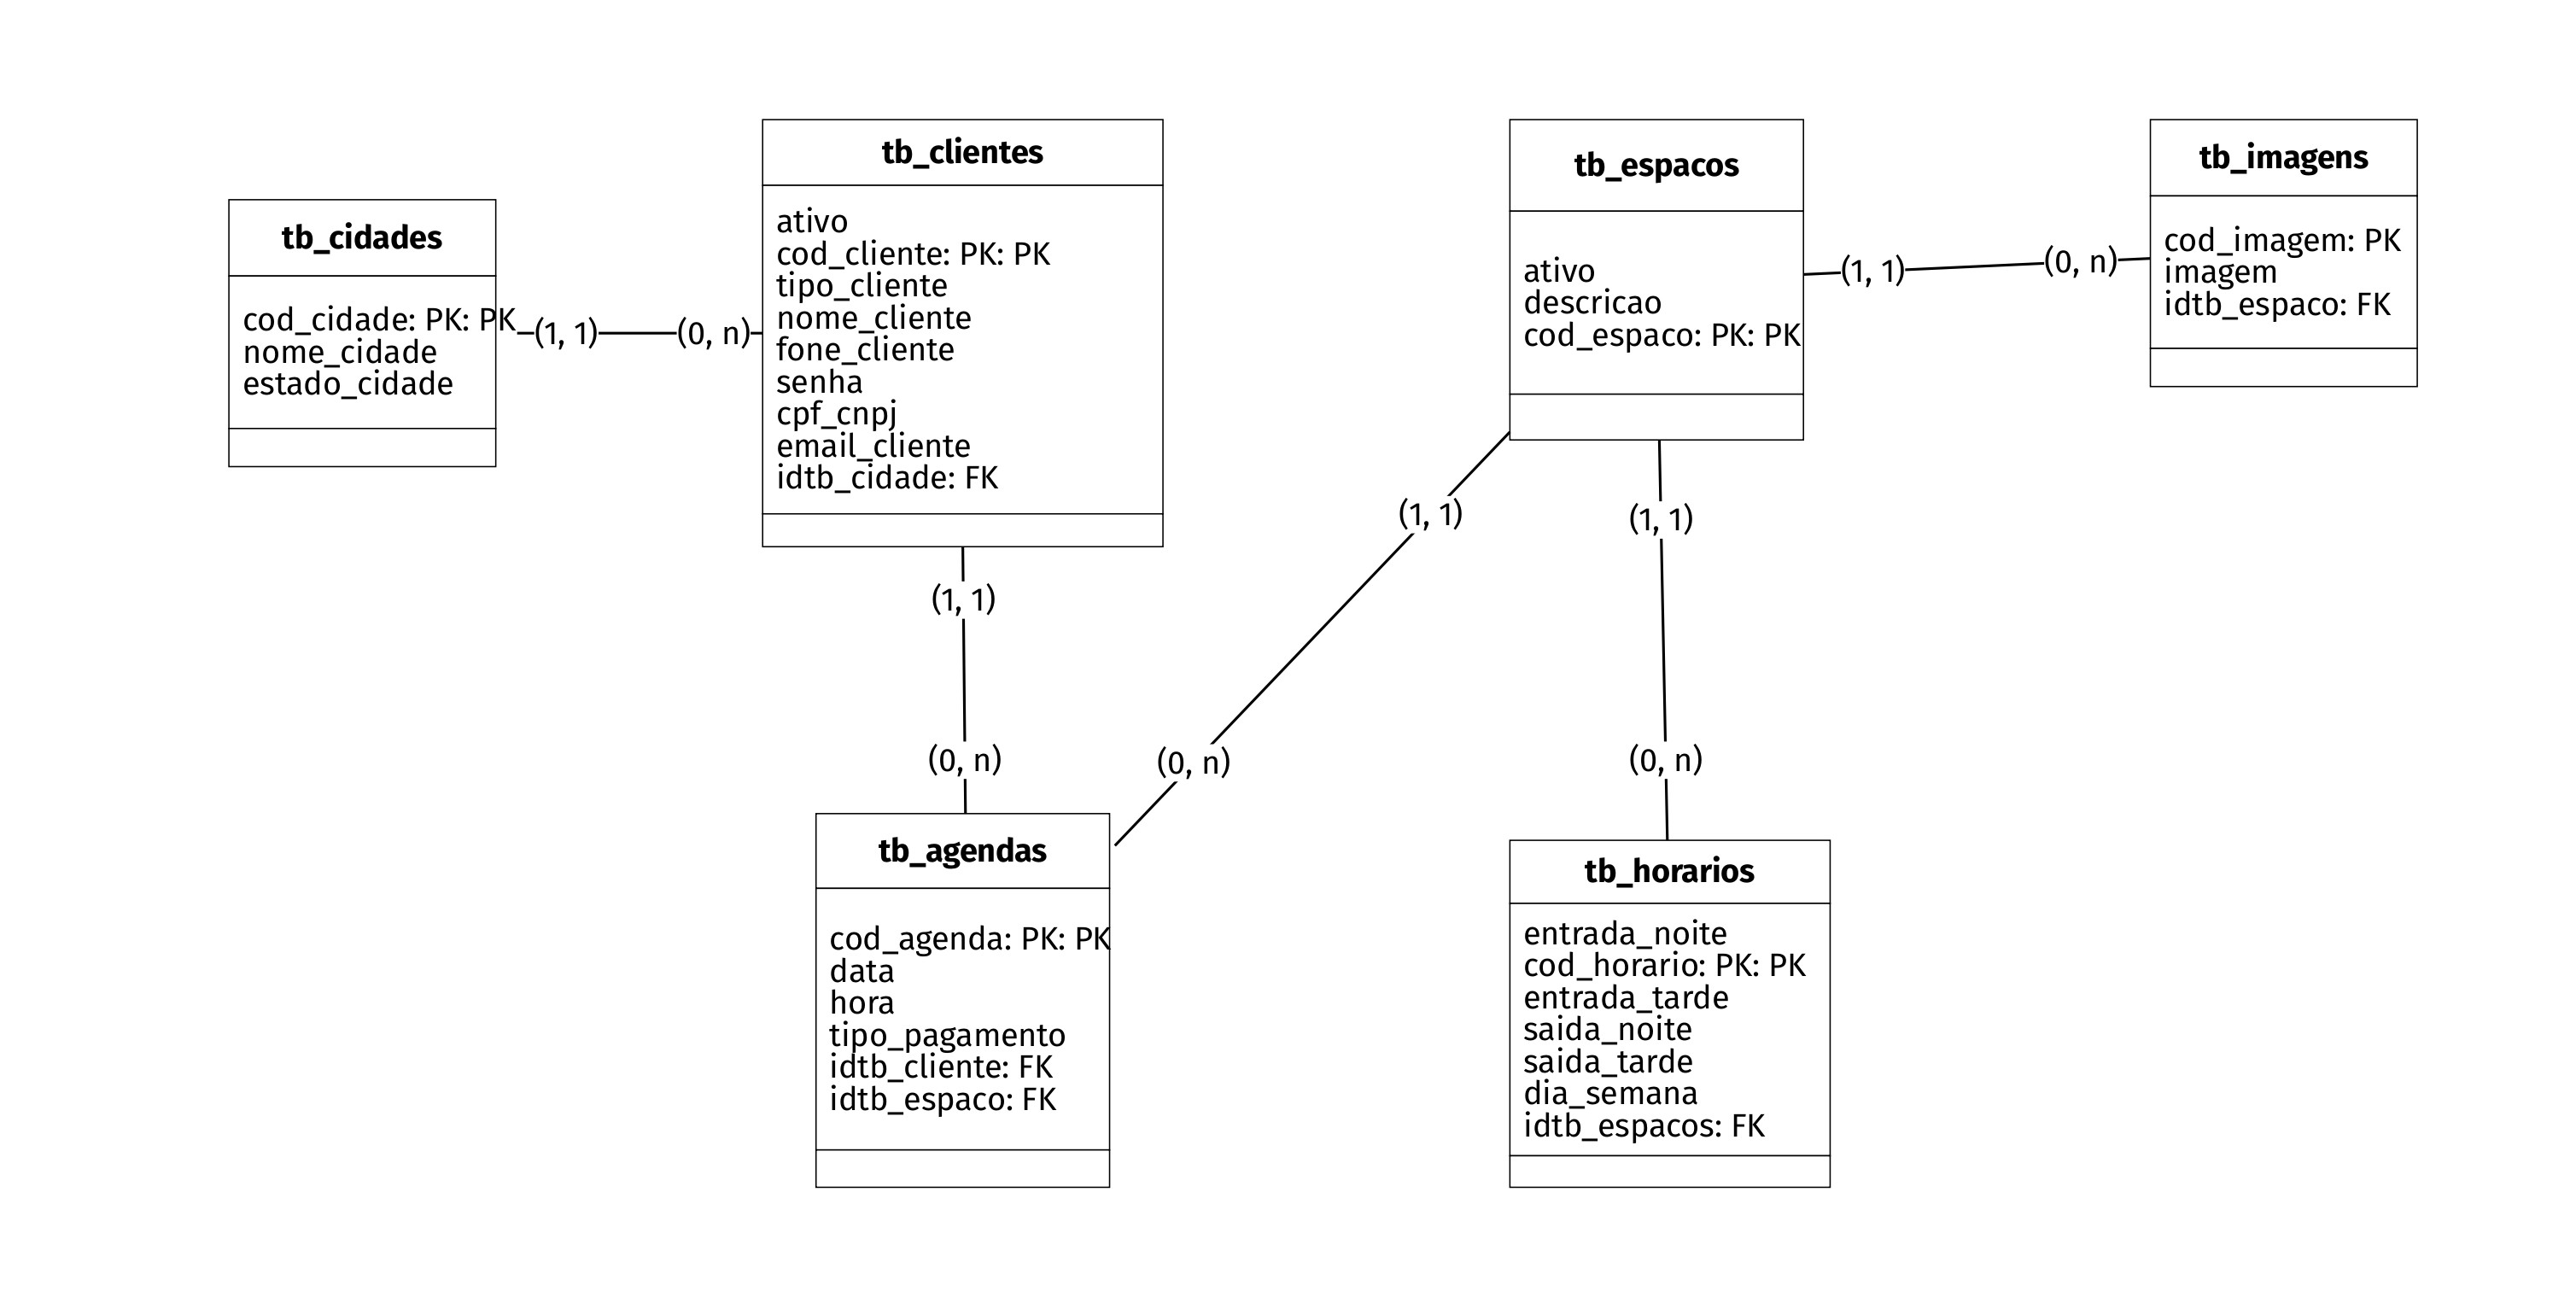 tb_cidades
cod_cidade: PK: PK
nome_cidade
estado_cidade
(1, 1)
(0, n)
tb_clientes
ativo
cod_cliente: PK: PK
tipo_cliente
nome_cliente
fone_cliente
senha
cpf_cnpj
email_cliente
idtb_cidade: FK
tb_espacos
ativo
descricao
cod_espaco: PK: PK
(1, 1)
(0, n)
tb_imagens
cod_imagem: PK
imagem
idtb_espaco: FK
(1, 1)
(0, n)
(1, 1)
(0, n)
(1, 1)
(0, n)
tb_agendas
cod_agenda: PK: PK
data
hora
tipo_pagamento
idtb_cliente: FK
idtb_espaco: FK
tb_horarios
entrada_noite
cod_horario: PK: PK
entrada_tarde
saida_noite
saida_tarde
dia_semana
idtb_espacos: FK